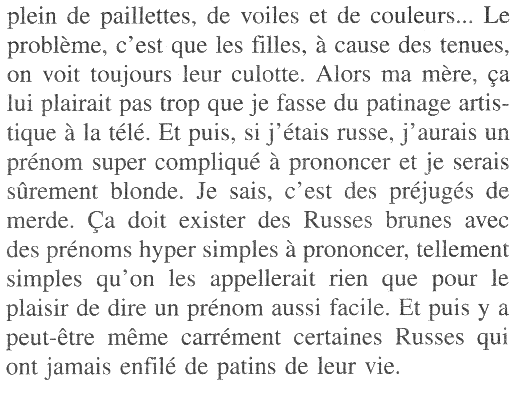 plein de paillettes, de voiles et de couleurs... Le
problème, c'est que les filles, à cause des tenues,
on voit toujours leur culotte. Alors ma mère, ça
lui plairait pas trop que je fasse du patinage artis-
tique à la télé. Et puis, si j'étais russe, j'aurais un
prénom super compliqué à prononcer et je serais
sûrement blonde. Je sais, c'est des préjugés de
merde. Ça doit exister des Russes brunes avec
des prénoms hyper simples à prononcer, tellement
simples qu'on les appellerait rien que pour le
plaisir de dire un prénom aussi facile. Et puis y a
peut-être même carrément certaines Russes qui
ont jamais enfilé de patins de leur vie.